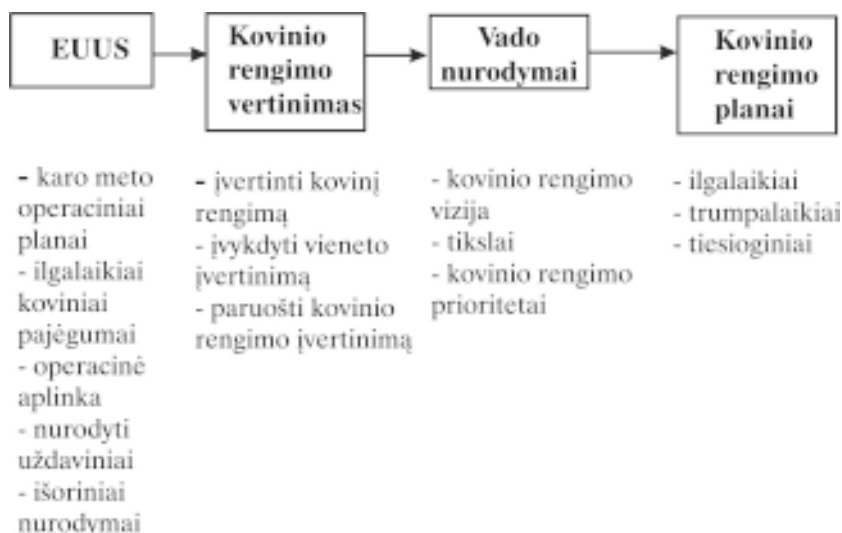 EUUS
Kovinio
rengimo
vertinimas
Vado
nurodymai
Kovinio
rengimo
planai
- karo meto
operaciniai
planai
- ilgalaikiai
koviniai
pajėgumai
- operacinė
aplinka
- nurodyti
uždaviniai
- išoriniai
nurodymai
- įvertinti kovinį
rengimą
- įvykdyti vieneto
įvertinimą
- paruošti kovinio
rengimo įvertinimą
- kovinio rengimo
vizija
- tikslai
- kovinio rengimo
prioritetai
- ilgalaikiai
- trumpalaikiai
- tiesioginiai